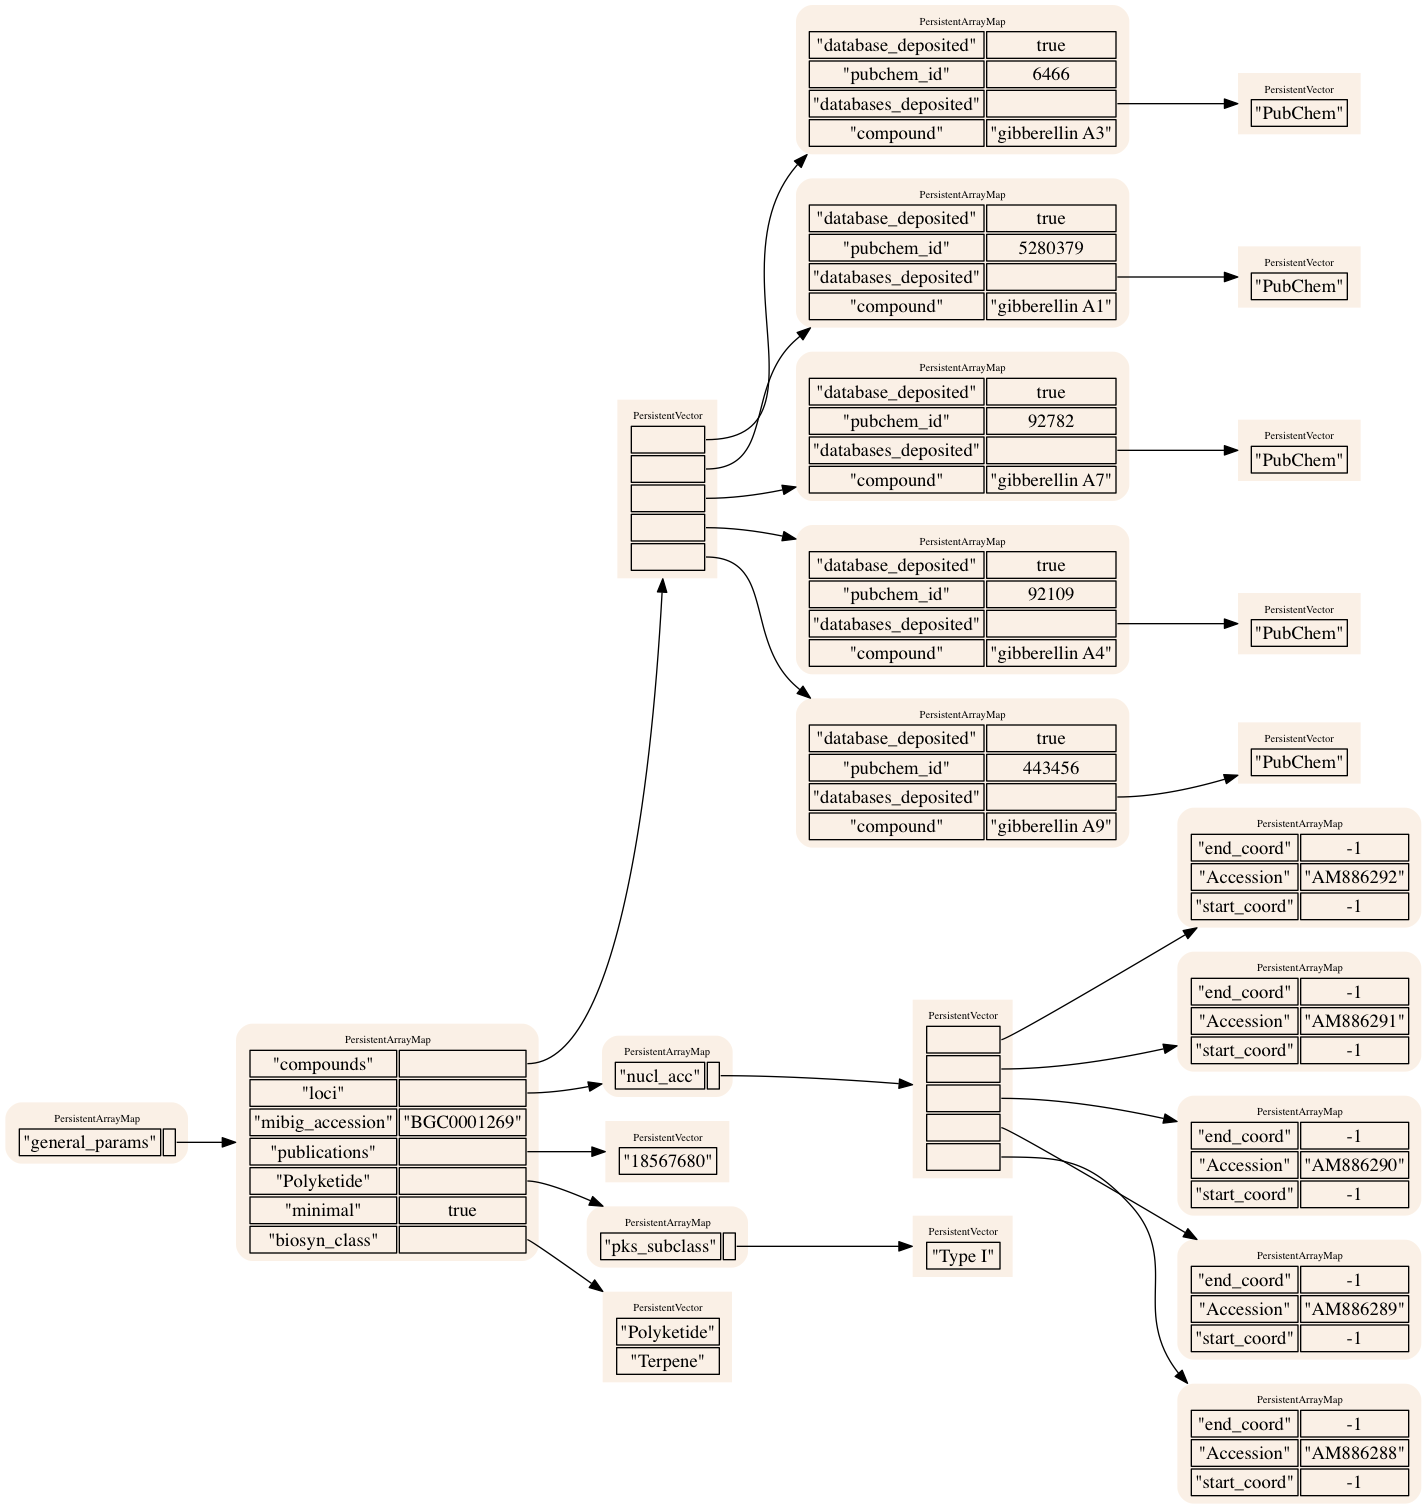 PersistentArrayMap
"database_deposited" true
"pubchem_id" 6466
"databases_deposited"
"compound" "gibberellin A3"
PersistentVector
"PubChem"
PersistentArrayMap
"database_deposited" true
"pubchem_id" 5280379
"databases_deposited"
"compound" "gibberellin A1"
PersistentVector
"PubChem"
PersistentArrayMap
"database_deposited" true
"pubchem_id" 92782
"databases_deposited"
"compound" "gibberellin A7"
PersistentVector
"PubChem"
PersistentVector
PersistentArrayMap
"database_deposited" true
"pubchem_id" 92109
"databases_deposited"
"compound" "gibberellin A4"
PersistentVector
"PubChem"
PersistentArrayMap
"database_deposited" true
"pubchem_id" 443456
"databases_deposited"
"compound" "gibberellin A9"
PersistentVector
"PubChem"
PersistentArrayMap
"general_params"
PersistentArrayMap
"compounds"
"loci"
"mibig_accession" "BGC0001269"
"publications"
"Polyketide"
"minimal" true
"biosyn_class"
PersistentArrayMap
"nucl_acc"
PersistentVector
"18567680"
PersistentArrayMap
"pks_subclass"
PersistentVector
"Polyketide"
"Terpene"
PersistentVector
PersistentVector
"Type I"
PersistentArrayMap
"end_coord" -1
"Accession" "AM886292"
"start_coord" -1
PersistentArrayMap
"end_coord" -1
"Accession" "AM886291"
"start_coord" -1
PersistentArrayMap
"end_coord" -1
"Accession" "AM886290"
"start_coord" -1
PersistentArrayMap
"end_coord" -1
"Accession" "AM886289"
"start_coord" -1
PersistentArrayMap
"end_coord" -1
"Accession" "AM886288"
"start_coord" -1